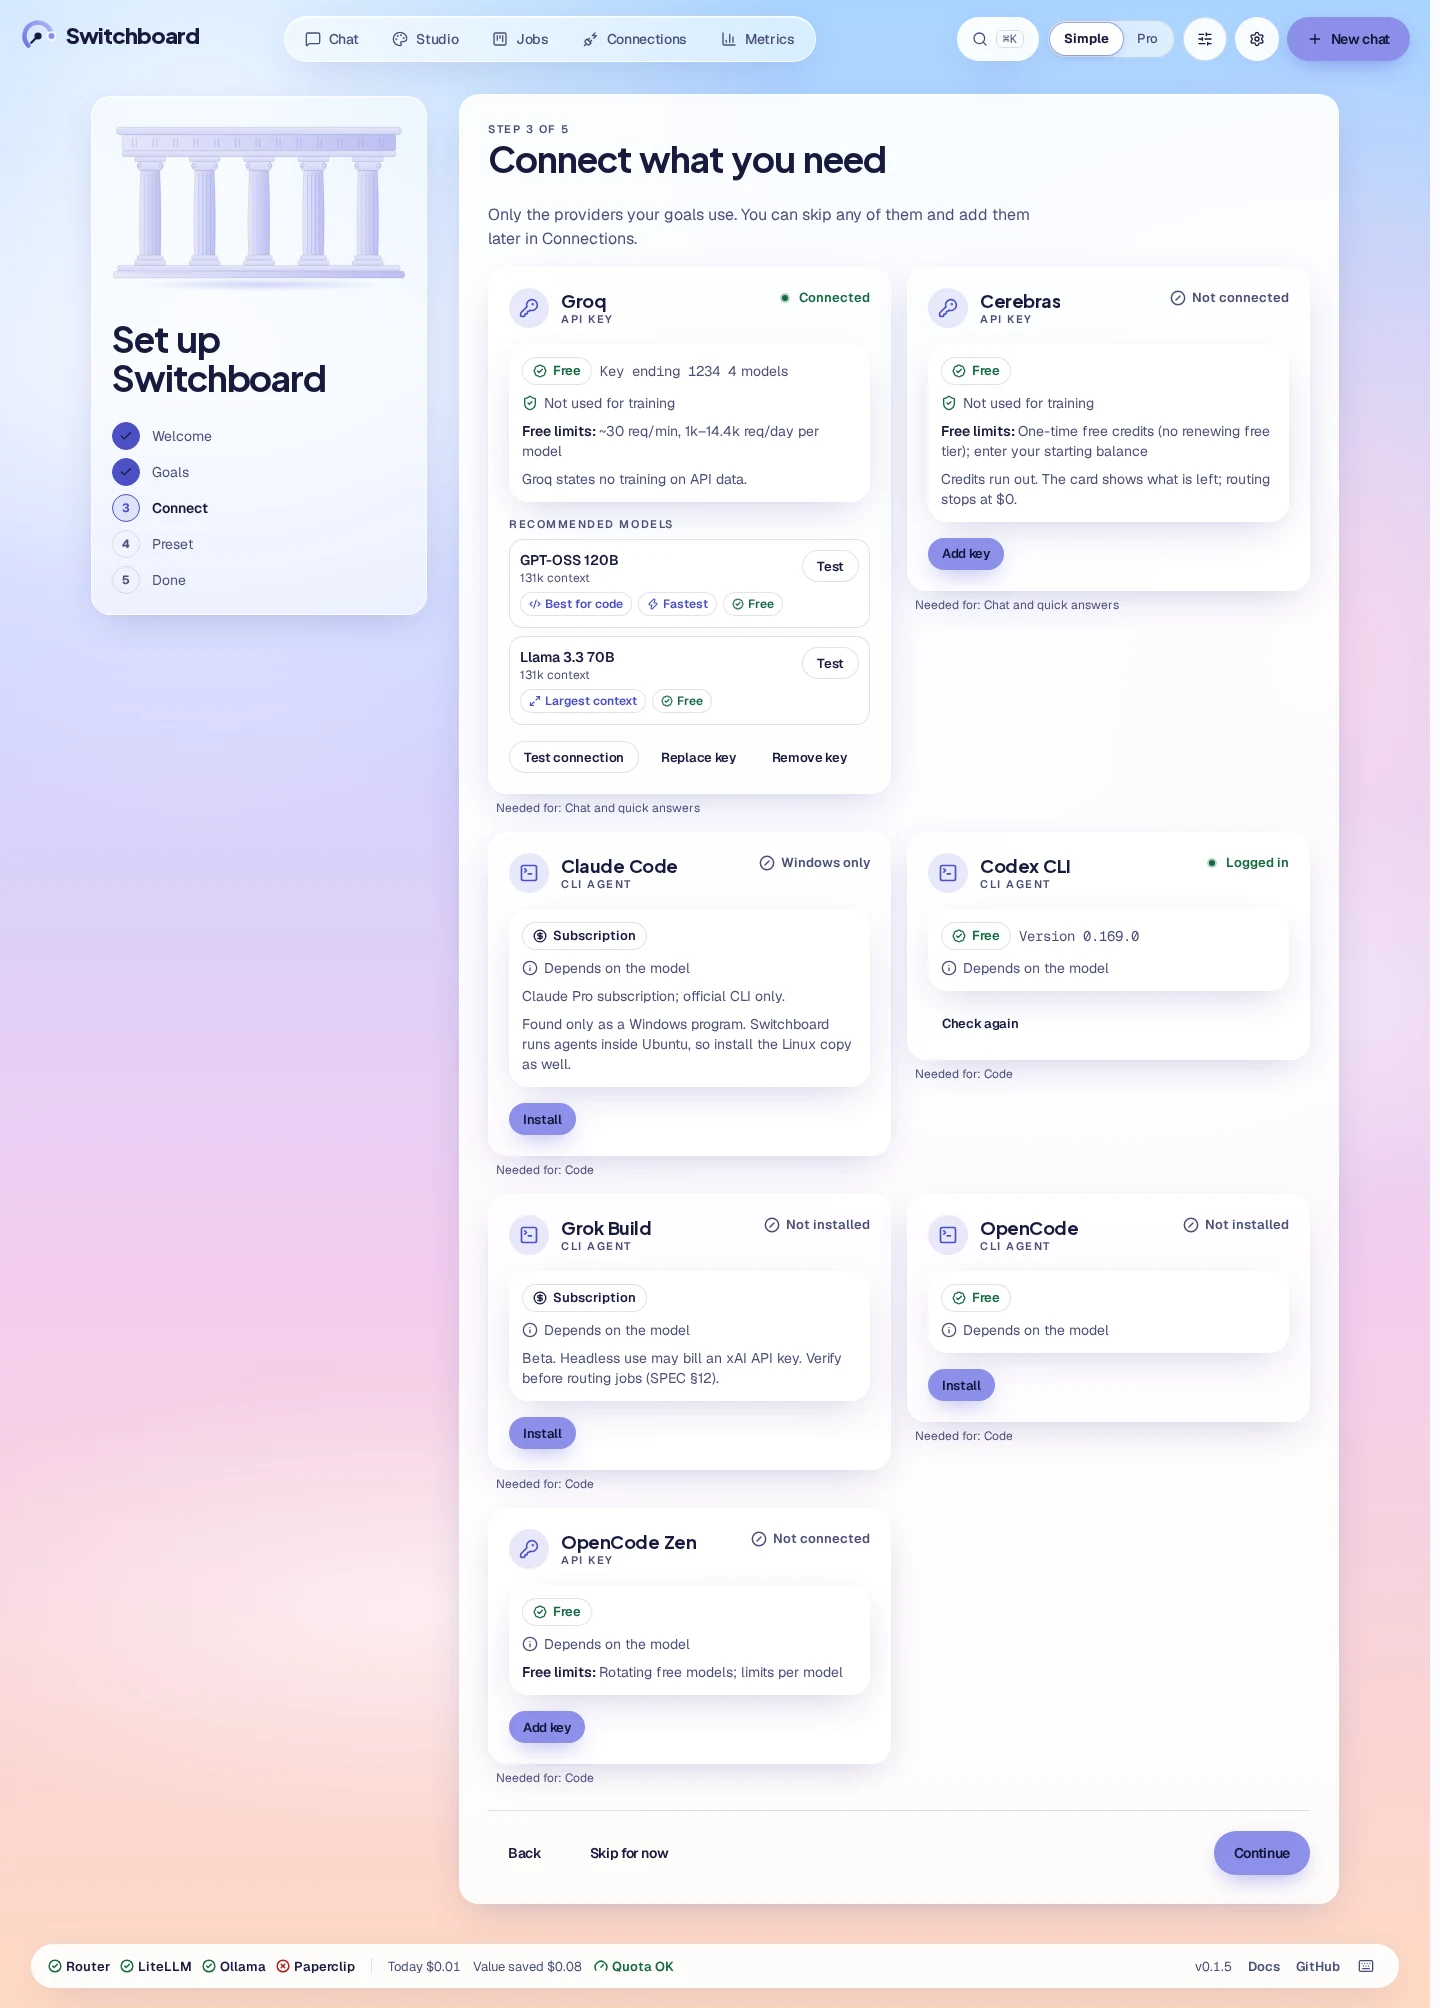 Switchboard
Chat
Studio
Jobs
Connections
Metrics
⌘K
Simple
Pro
New chat
Set up
Switchboard
Welcome
Goals
3 Connect
4 Preset
5 Done
STEP 3 OF 5
Connect what you need
Only the providers your goals use. You can skip any of them and add them
later in Connections.
Groq
API KEY
Connected
Free Key ending 1234 4 models
Not used for training
Free limits: ~30 req/min, 1k–14.4k req/day per
model
Groq states no training on API data.
RECOMMENDED MODELS
GPT-OSS 120B
131k context
Best for code Fastest Free
Test
Llama 3.3 70B
131k context
Largest context Free
Test
Test connection Replace key Remove key
Needed for: Chat and quick answers
Cerebras
API KEY
Not connected
Free
Not used for training
Free limits: One-time free credits (no renewing free
tier); enter your starting balance
Credits run out. The card shows what is left; routing
stops at $0.
Add key
Needed for: Chat and quick answers
Claude Code
CLI AGENT
Windows only
Subscription
Depends on the model
Claude Pro subscription; official CLI only.
Found only as a Windows program. Switchboard
runs agents inside Ubuntu, so install the Linux copy
as well.
Install
Needed for: Code
Codex CLI
CLI AGENT
Logged in
Free Version 0.169.0
Depends on the model
Check again
Needed for: Code
Grok Build
CLI AGENT
Not installed
Subscription
Depends on the model
Beta. Headless use may bill an xAI API key. Verify
before routing jobs (SPEC §12).
Install
Needed for: Code
OpenCode
CLI AGENT
Not installed
Free
Depends on the model
Install
Needed for: Code
OpenCode Zen
API KEY
Not connected
Free
Depends on the model
Free limits: Rotating free models; limits per model
Add key
Needed for: Code
Back
Skip for now
Continue
Router LiteLLM Ollama Paperclip Today $0.01 Value saved $0.08 Quota OK
v0.1.5 Docs GitHub